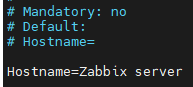 # Mandatory: no
# Default:
# Hostname=
Hostname=Zabbix server